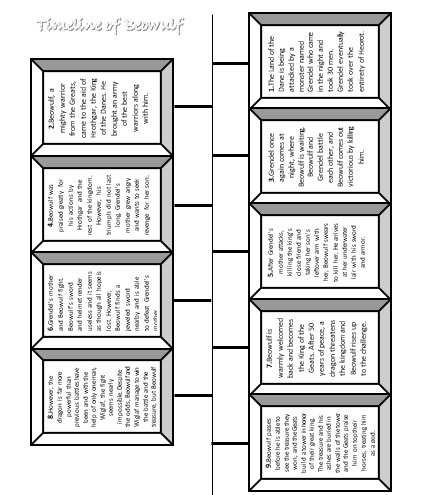 Timeline of Beowulf
1.The Land of the
Dane is being
attacked by a
monster named
Grendel who came
in the night and
took 30 men.
Grendel eventually
took over the
entirety of Heorot.
2.Beowulf, a
mighty warrior
from the Greats,
came to the aid of
Hrothgar, the King
of the Danes. He
brought an army
of the best
warriors along
with him.
3.Grendel once
again comes at
night, where
Beowulf is waiting.
Beowulf and
Grendel battle
each other, and
Beowulf comes out
victorious by killing
him.
4.Beowulf was
praised greatly for
his actions by
Hrothgar and the
rest of the kingdom.
However, his
triumph did not last
long. Grendel's
mother grew angry
and wants to seek
revenge for her son.
5.After Grendel's
mother attacks,
killing the king's
close friend and
taking her son's
leftover arm with
her, Beowulf swears
to kill her. He arrives
at her underwater
lair with his sword
and armor.
6.Grendel's mother
and Beowulf fight.
Beowulf's sword
and helmet render
useless and it seems
as though all hope is
lost. However,
Beowulf finds a
jeweled sword
nearby and is able
to defeat Grendel's
mother.
7.Beowulf is
warmly welcomed
back and becomes
the King of the
Geats. After 50
years of peace, a
dragon threatens
the kingdom and
Beowulf rises up
to the challenge.
8.However, the
dragon is far more
powerful than
previous battles have
been and with the
help of only one man,
Wiglaf, the fight
seems nearly
impossible. Despite
the odds, Beowulf and
Wiglaf manage to win
the battle and the
treasure, but Beowulf
9.Beowulf passes
before he is able to
see the treasure they
won, and the Geats
build a tower in honor
of their great king.
The treasure and his
ashes are buried in
the walls of the tower
and the Geats praise
him on top their
horses, treating him
as a god.